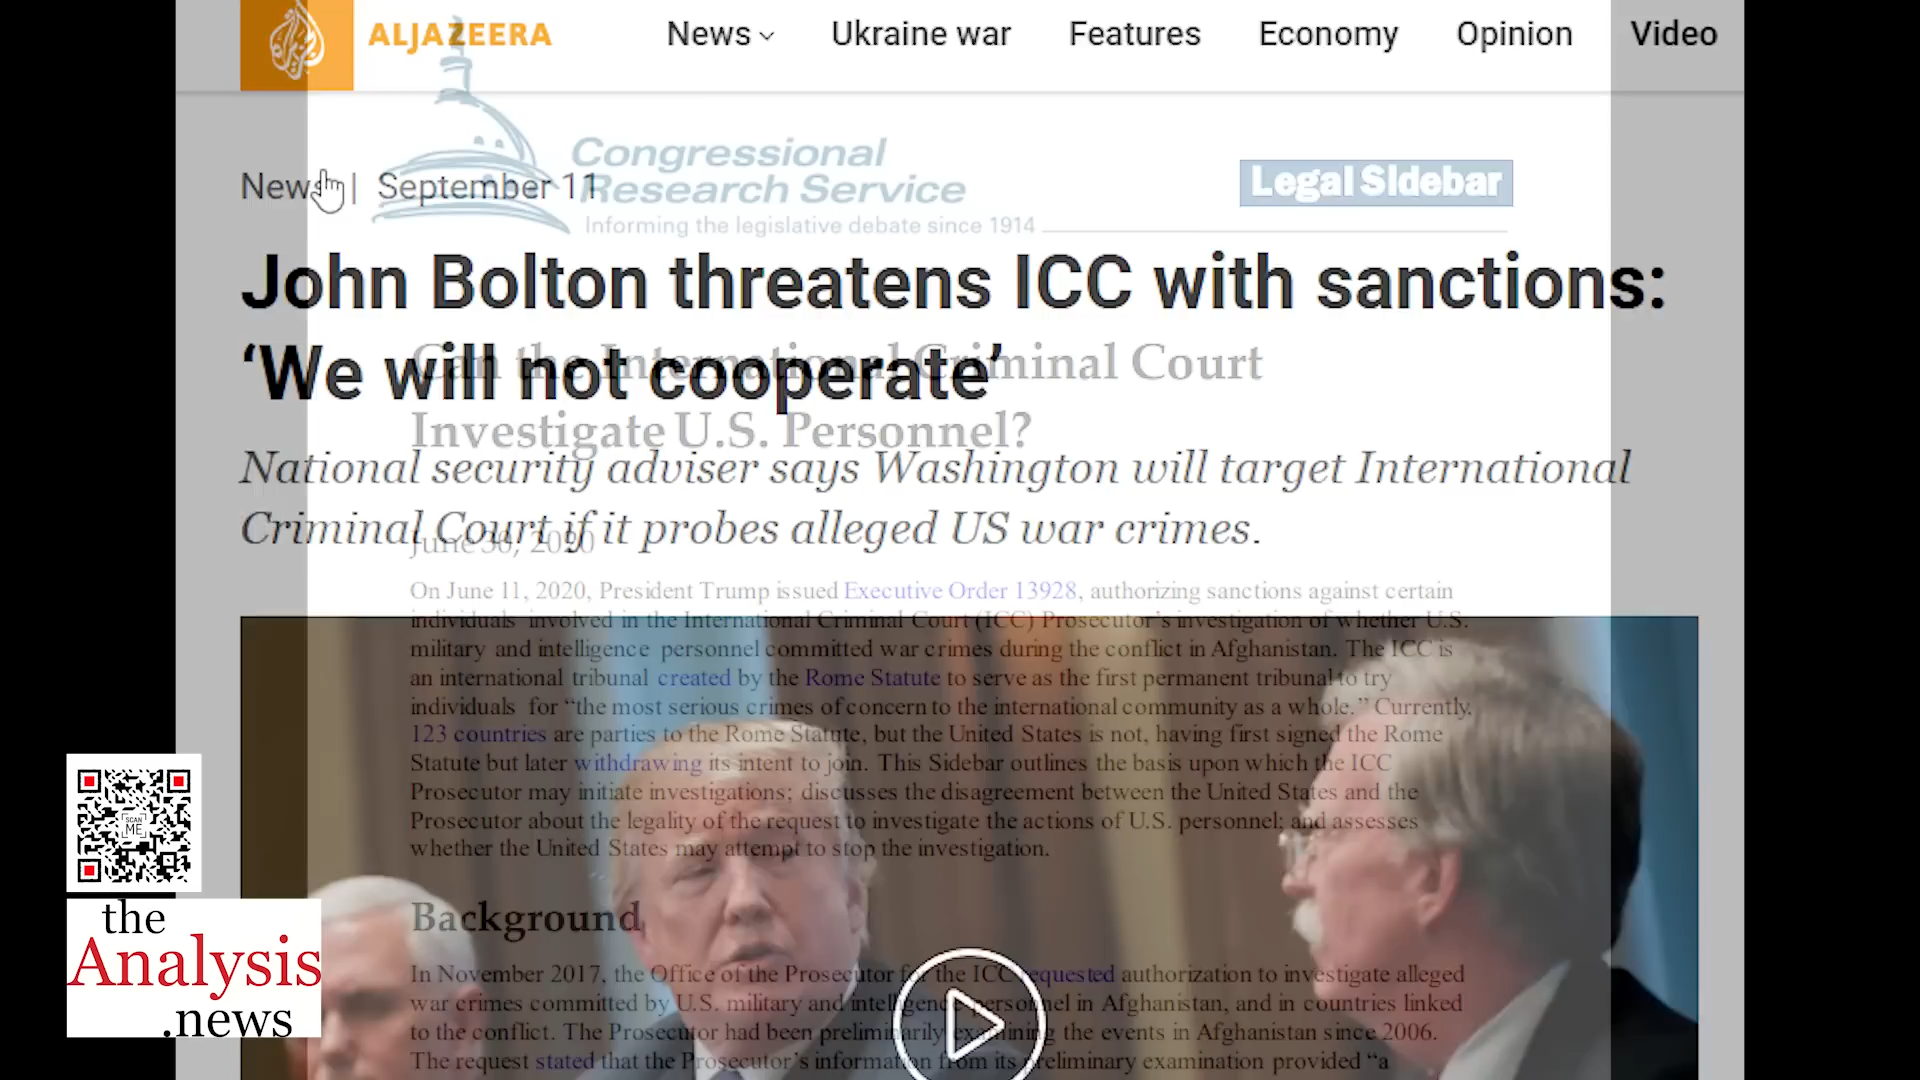 ALJAZEERA
News
Ukraine war
Features
Economy
Opinion
Video
Congressional
Research Service
Informing the legislative debate since 1914
Legal Sidebar
News | September 11
John Bolton threatens ICC with sanctions:
‘We will not cooperate’
Can the International Criminal Court
Investigate U.S. Personnel?
National security adviser says Washington will target International
Criminal Court if it probes alleged US war crimes.
June 30, 2020
On June 11, 2020, President Trump issued Executive Order 13928, authorizing sanctions against certain
individuals involved in the International Criminal Court (ICC) Prosecutor’s investigation of whether U.S.
military and intelligence personnel committed war crimes during the conflict in Afghanistan. The ICC is
an international tribunal created by the Rome Statute to serve as the first permanent tribunal to try
individuals for “the most serious crimes of concern to the international community as a whole.” Currently,
123 countries are parties to the Rome Statute, but the United States is not, having first signed the Rome
Statute but later withdrawing its intent to join. This Sidebar outlines the basis upon which the ICC
Prosecutor may initiate investigations; discusses the disagreement between the United States and the
Prosecutor about the legality of the request to investigate the actions of U.S. personnel; and assesses
whether the United States may attempt to stop the investigation.
Background
In November 2017, the Office of the Prosecutor for the ICC requested authorization to investigate alleged
war crimes committed by U.S. military and intelligence personnel in Afghanistan, and in countries linked
to the conflict. The Prosecutor had been preliminarily examining the events in Afghanistan since 2006.
The request stated that the Prosecutor’s information from its preliminary examination provided “a
SCAN
ME
the
Analysis
.news